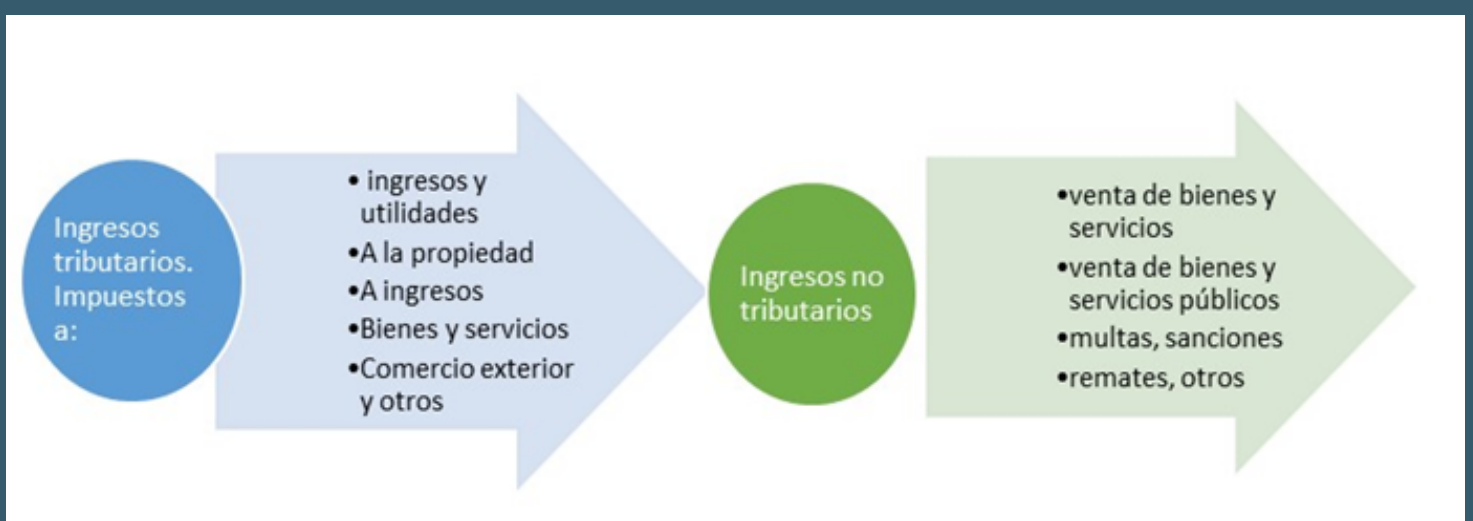 Ingresos
tributarios.
Impuestos
a:
• ingresos y
utilidades
•A la propiedad
•A ingresos
•Bienes y servicios
•Comercio exterior
y otros
Ingresos no
tributarios
•venta de bienes y
servicios
•venta de bienes y
servicios públicos
•multas, sanciones
•remates, otros